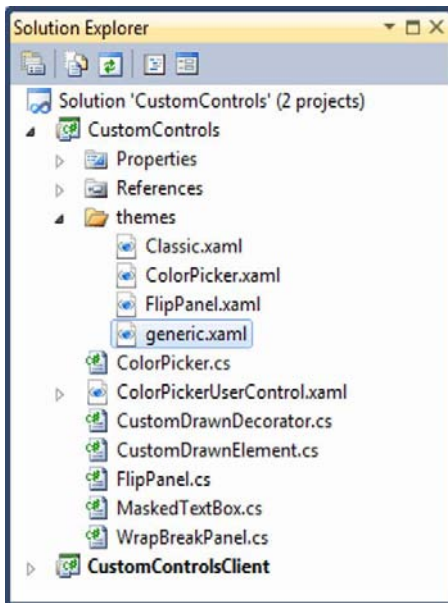 Solution Explorer
Solution 'CustomControls' (2 projects)
CustomControls
Properties
References
themes
Classic.xaml
ColorPicker.xaml
FlipPanel.xaml
generic.xaml
ColorPicker.cs
ColorPickerUserControl.xaml
CustomDrawnDecorator.cs
CustomDrawnElement.cs
FlipPanel.cs
MaskedTextBox.cs
WrapBreakPanel.cs
CustomControlsClient